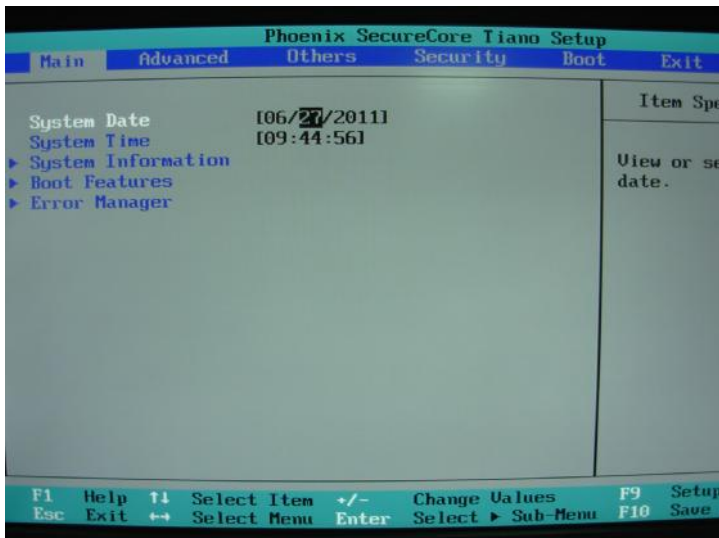 Phoenix SecureCore Tiano Setup
Main Advanced Others Security Boot Exit
Item Spe
System Date [06/27/2011]
System Time [09:44:56]
▶ System Information
▶ Boot Features
▶ Error Manager
View or se
date.
F1 Help ↑↓ Select Item +/- Change Values F9 Setup
Esc Exit ←→ Select Menu Enter Select ▶ Sub-Menu F10 Save